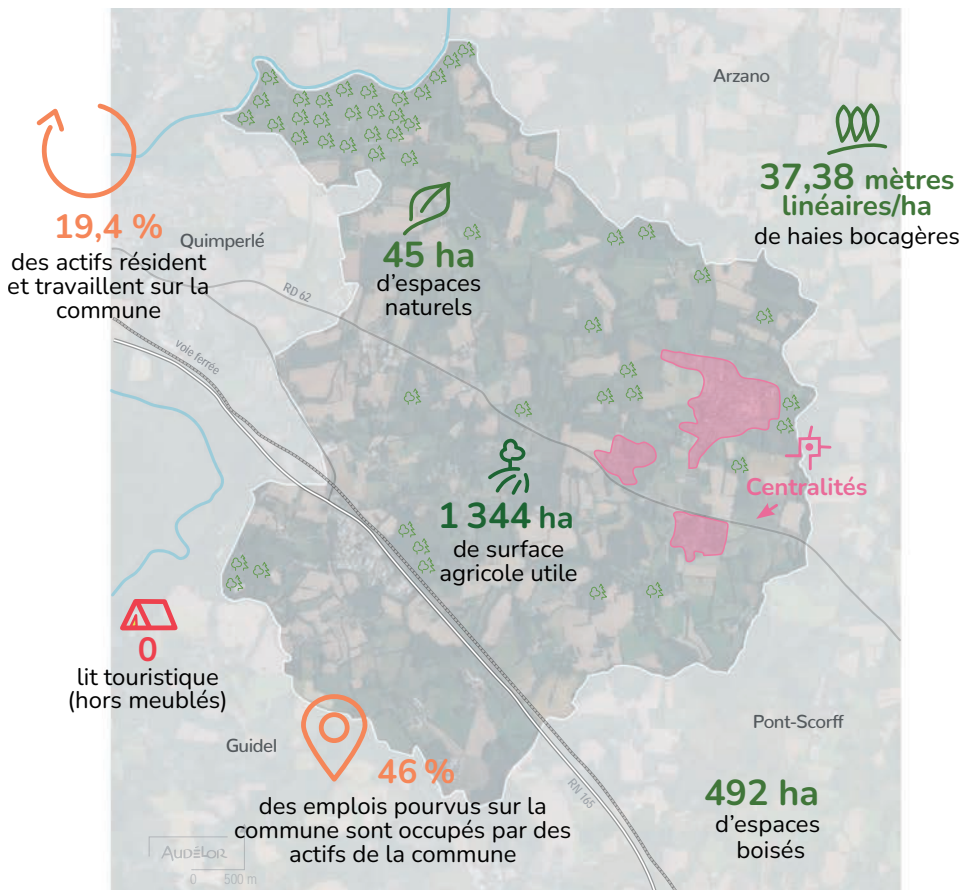 Arzano
37,38 mètres
linéaires/ha
de haies bocagères
19,4 %
des actifs résident
et travaillent sur la
commune
Quimperlé
45 ha
d'espaces
naturels
RD 62
voie ferrée
Centralités
1 344 ha
de surface
agricole utile
0
lit touristique
(hors meublés)
Guidel
Pont-Scorff
46 %
des emplois pourvus sur la
commune sont occupés par des
actifs de la commune
RN 165
492 ha
d'espaces
boisés
AUDÉLOR
0 500 m